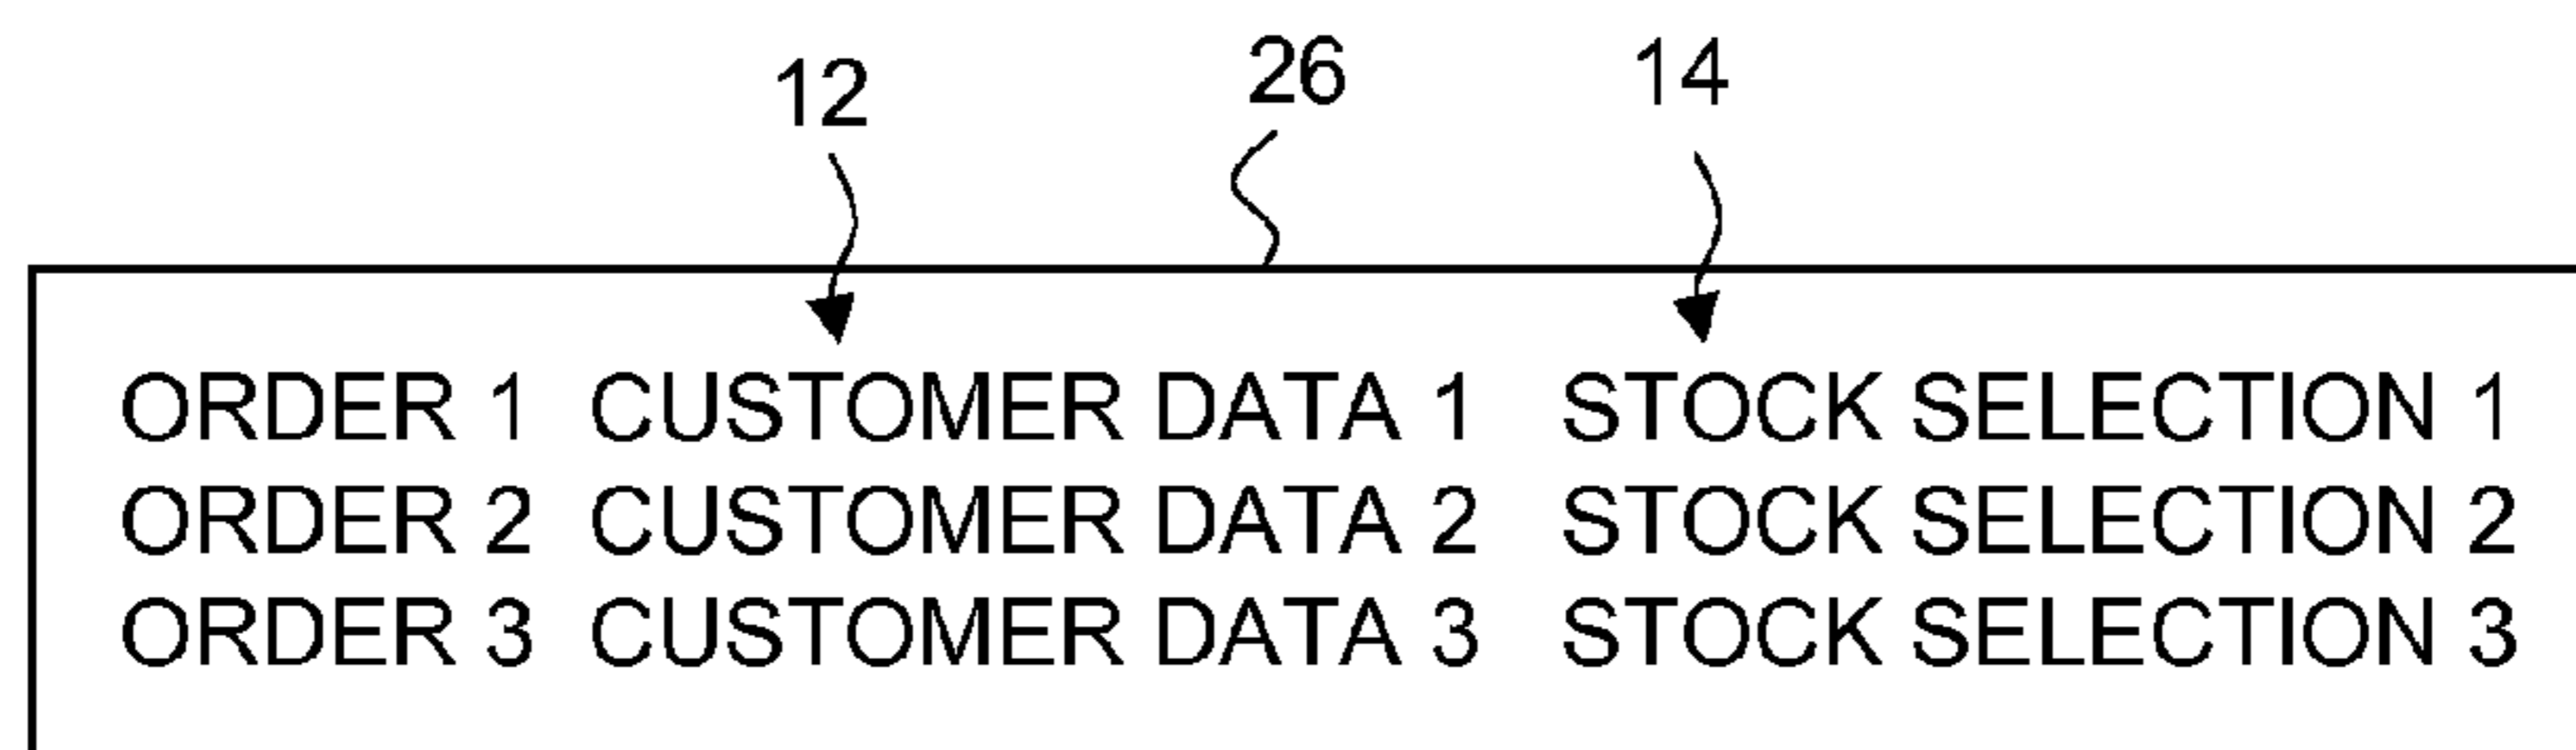 12 26 14
ORDER 1 CUSTOMER DATA 1 STOCK SELECTION 1
ORDER 2 CUSTOMER DATA 2 STOCK SELECTION 2
ORDER 3 CUSTOMER DATA 3 STOCK SELECTION 3